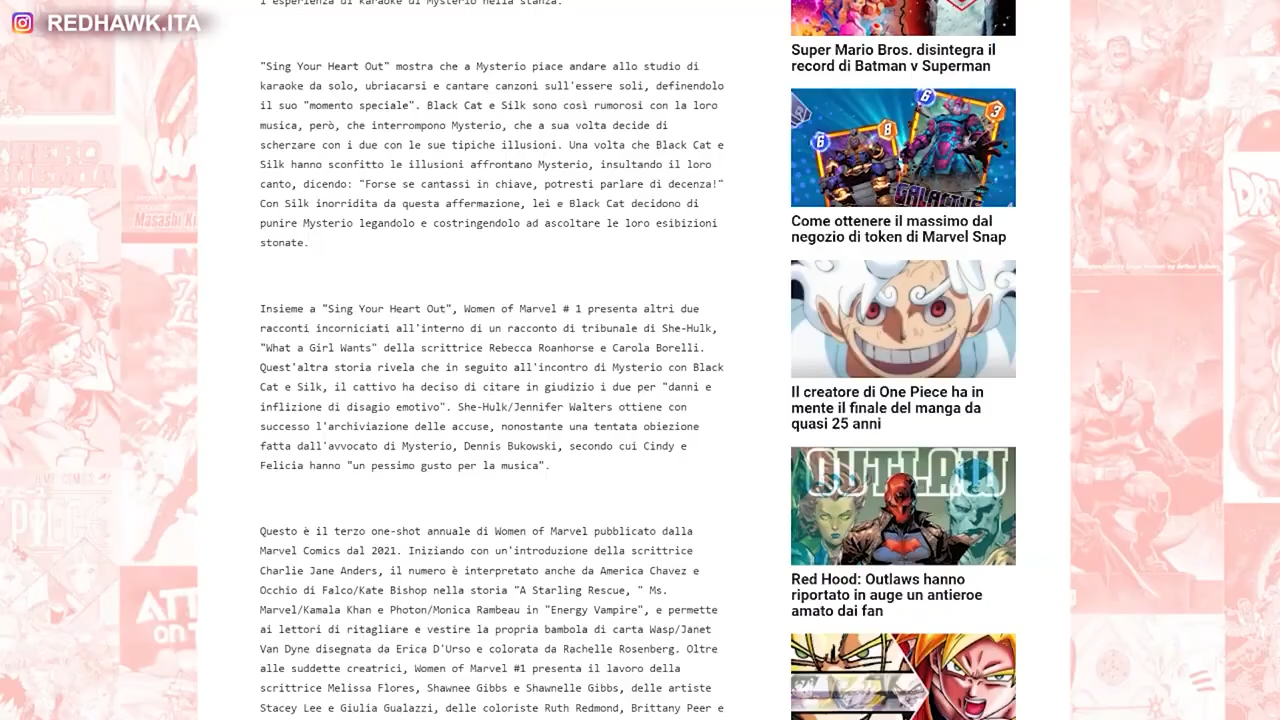 REDHAWK.ITA
l'esperienza di karaoke di Mysterio nella stanza.
"Sing Your Heart Out" mostra che a Mysterio piace andare allo studio di
karaoke da solo, ubriacarsi e cantare canzoni sull'essere soli, definendolo
il suo "momento speciale". Black Cat e Silk sono così rumorosi con la loro
musica, però, che interrompono Mysterio, che a sua volta decide di
scherzare con i due con le sue tipiche illusioni. Una volta che Black Cat e
Silk hanno sconfitto le illusioni affrontano Mysterio, insultando il loro
canto, dicendo: "Forse se cantassi in chiave, potresti parlare di decenza!"
Con Silk inorridita da questa affermazione, lei e Black Cat decidono di
punire Mysterio legandolo e costringendolo ad ascoltare le loro esibizioni
stonate.
Insieme a "Sing Your Heart Out", Women of Marvel # 1 presenta altri due
racconti incorniciati all'interno di un racconto di tribunale di She-Hulk,
"What a Girl Wants" della scrittrice Rebecca Roanhorse e Carola Borelli.
Quest'altra storia rivela che in seguito all'incontro di Mysterio con Black
Cat e Silk, il cattivo ha deciso di citare in giudizio i due per "danni e
inflizione di disagio emotivo". She-Hulk/Jennifer Walters ottiene con
successo l'archiviazione delle accuse, nonostante una tentata obiezione
fatta dall'avvocato di Mysterio, Dennis Bukowski, secondo cui Cindy e
Felicia hanno "un pessimo gusto per la musica".
Questo è il terzo one-shot annuale di Women of Marvel pubblicato dalla
Marvel Comics dal 2021. Iniziando con un'introduzione della scrittrice
Charlie Jane Anders, il numero è interpretato anche da America Chavez e
Occhio di Falco/Kate Bishop nella storia "A Starling Rescue, " Ms.
Marvel/Kamala Khan e Photon/Monica Rambeau in "Energy Vampire", e permette
ai lettori di ritagliare e vestire la propria bambola di carta Wasp/Janet
Van Dyne disegnata da Erica D'Urso e colorata da Rachelle Rosenberg. Oltre
alle suddette creatrici, Women of Marvel #1 presenta il lavoro della
scrittrice Melissa Flores, Shawnee Gibbs e Shawnelle Gibbs, delle artiste
Stacey Lee e Giulia Gualazzi, delle coloriste Ruth Redmond, Brittany Peer e
Super Mario Bros. disintegra il
record di Batman v Superman
6
3
6
8
GALACTUS
Come ottenere il massimo dal
negozio di token di Marvel Snap
Il creatore di One Piece ha in
mente il finale del manga da
quasi 25 anni
OUTLAW
Red Hood: Outlaws hanno
riportato in auge un antieroe
amato dai fan